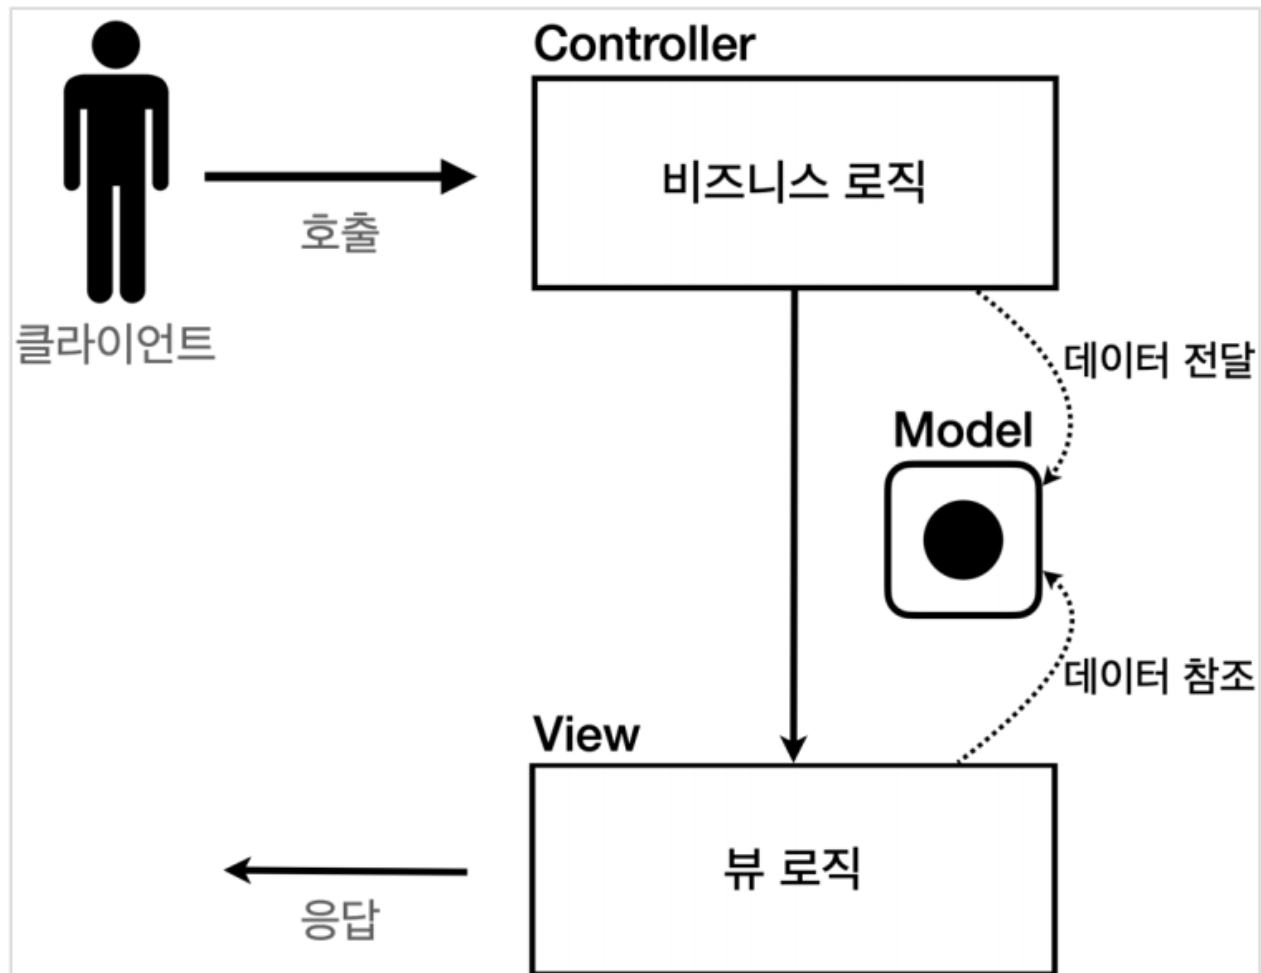 Controller
비즈니스 로직
호출
클라이언트
데이터 전달
Model
데이터 참조
View
뷰 로직
응답